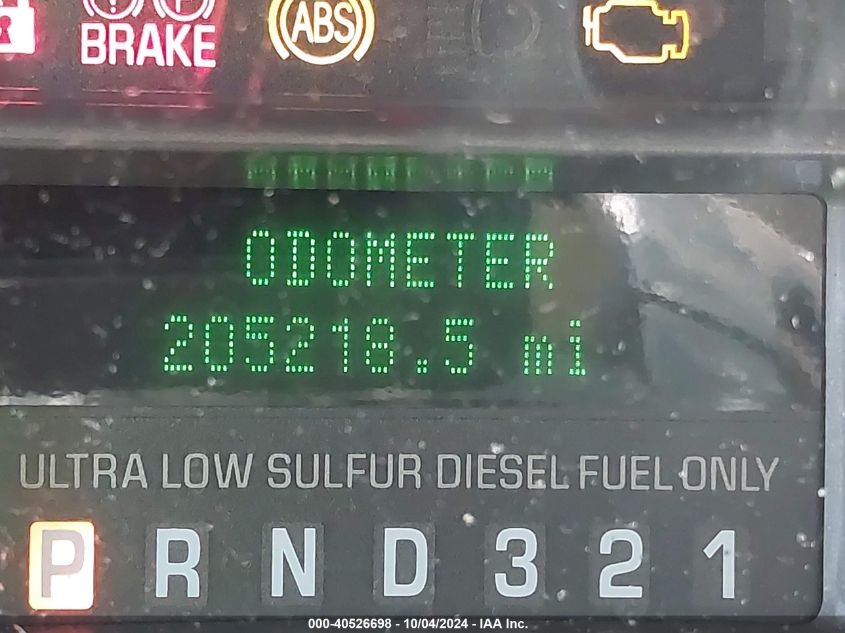 BRAKE ABS
ODOMETER
205218.5 mi
ULTRA LOW SULFUR DIESEL FUEL ONLY
P R N D 3 2 1
000-40526698 - 10/04/2024 - IAA Inc.